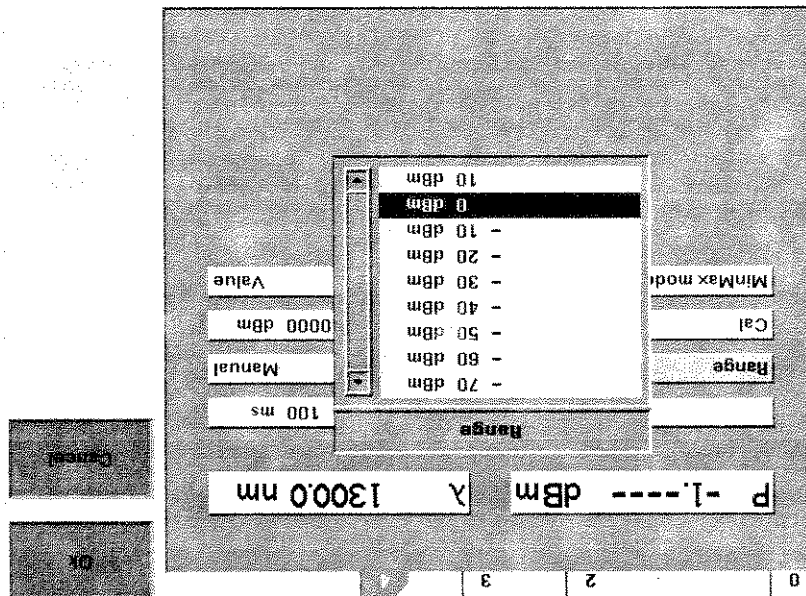 0 2 3 4
Ok
P -1.---- dBm λ 1300.0 nm
Cancel
Range
100 ms
- 70 dBm
Range
Manual
- 60 dBm
- 50 dBm
Cal
0000 dBm
- 40 dBm
- 30 dBm
MinMax mode
Value
- 20 dBm
- 10 dBm
0 dBm
10 dBm